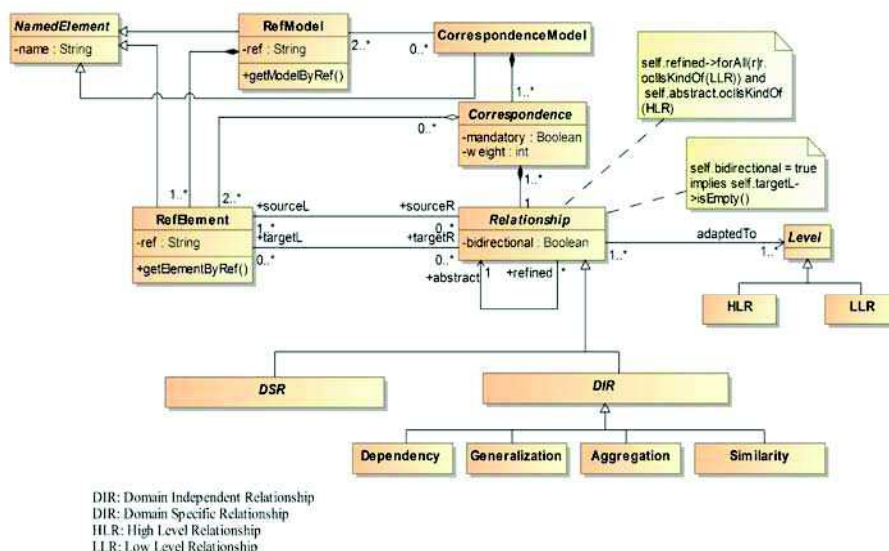 NamedElement
-name : String
RefModel
-ref : String
+getModelByRef()
2..*
0..*
CorrespondenceModel
self.refined->forAll(r|r.
oclIsKindOf(LLR)) and
self.abstract.oclIsKindOf
(HLR)
1..*
0..*
Correspondence
-mandatory : Boolean
-weight : int
self.bidirectional = true
implies self.targetL-
>isEmpty()
1..*
2..*
1..*
1
RefElement
-ref : String
+getElementByRef()
+sourceL
+sourceR
1..*
0..*
+targetL
+targetR
0..*
0..*
Relationship
-bidirectional : Boolean
+abstract
1
+refined
*
1..*
adaptedTo
1..*
Level
HLR
LLR
DSR
DIR
Dependency
Generalization
Aggregation
Similarity
DIR: Domain Independent Relationship
DIR: Domain Specific Relationship
HLR: High Level Relationship
LLR: Low Level Relationship